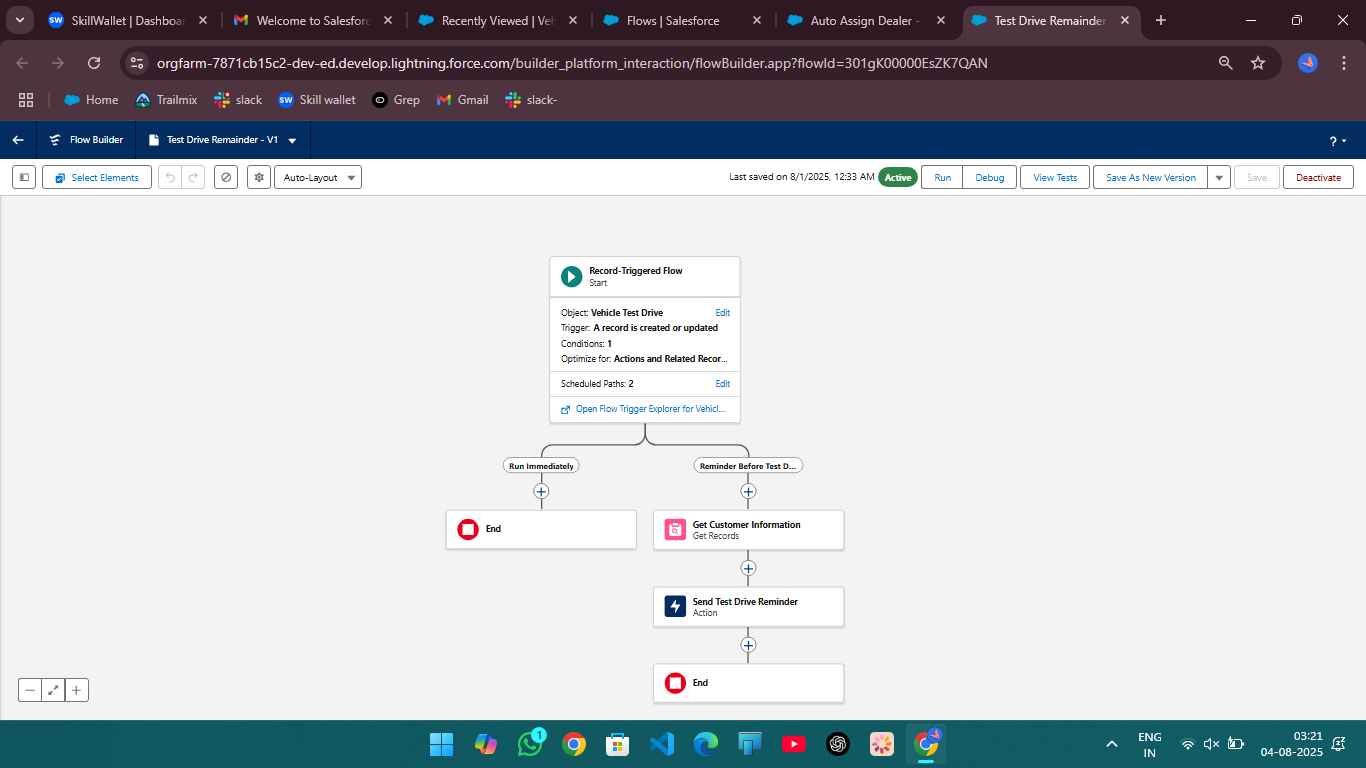 SkillWallet | Dashboar
Welcome to Salesforc
Recently Viewed | Veh
Flows | Salesforce
Auto Assign Dealer -
Test Drive Remainder
orgfarm-7871cb15c2-dev-ed.develop.lightning.force.com/builder_platform_interaction/flowBuilder.app?flowId=301gK00000EsZK7QAN
Home
Trailmix
slack
SW
Skill wallet
Grep
Gmail
slack-
Flow Builder
Test Drive Remainder - V1
?
Select Elements
Auto-Layout
Last saved on 8/1/2025, 12:33 AM
Active
Run
Debug
View Tests
Save As New Version
Save
Deactivate
Record-Triggered Flow
Start
Object: Vehicle Test Drive
Edit
Trigger: A record is created or updated
Conditions: 1
Optimize for: Actions and Related Recor...
Scheduled Paths: 2
Edit
Open Flow Trigger Explorer for Vehicl...
Run Immediately
Reminder Before Test D...
End
Get Customer Information
Get Records
Send Test Drive Reminder
Action
End
1
ENG
IN
03:21
04-08-2025